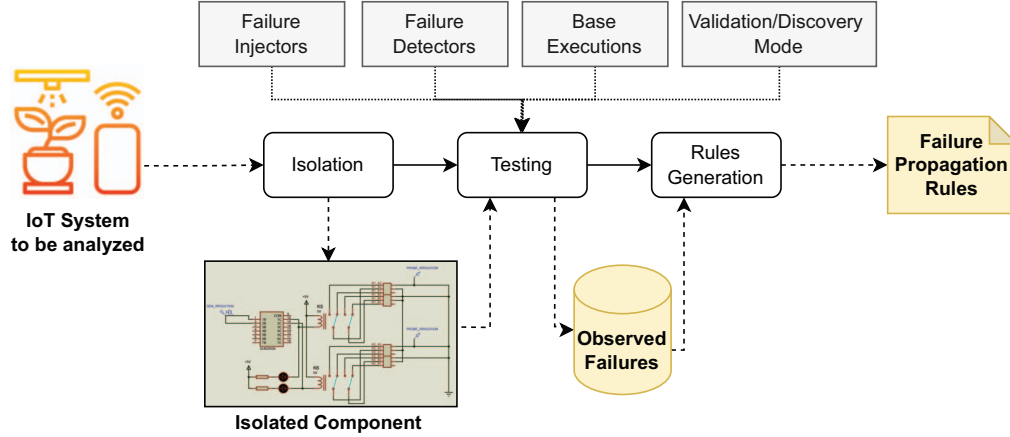 Failure
Injectors
Failure
Detectors
Base
Executions
Validation/Discovery
Mode
Isolation
Testing
Rules
Generation
Failure
Propagation
Rules
IoT System
to be analyzed
Observed
Failures
Isolated Component